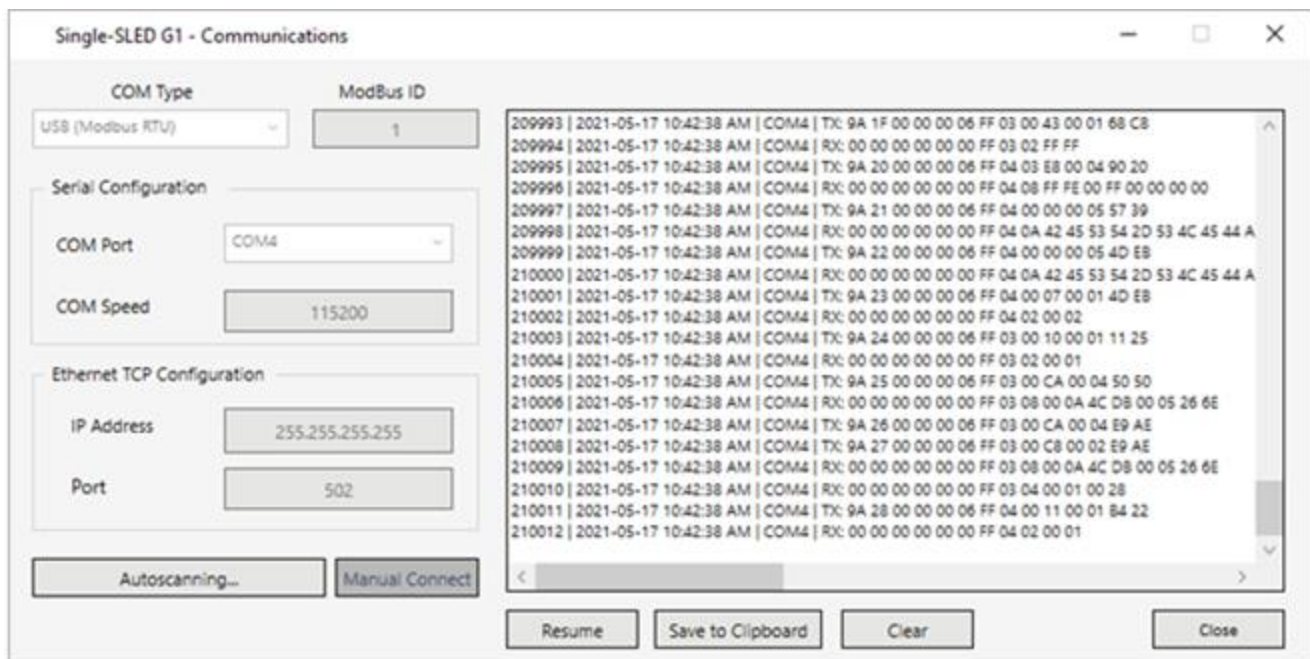 Single-SLED G1 - Communications
COM Type
ModBus ID
USB (Modbus RTU)
1
Serial Configuration
COM Port
COM4
COM Speed
115200
Ethernet TCP Configuration
IP Address
255.255.255.255
Port
502
Autoscanning...
Manual Connect
209993 | 2021-05-17 10:42:38 AM | COM4 | TX: 9A 1F 00 00 00 06 FF 03 00 43 00 01 68 C8
209994 | 2021-05-17 10:42:38 AM | COM4 | RX: 00 00 00 00 00 00 FF 03 02 FF FF
209995 | 2021-05-17 10:42:38 AM | COM4 | TX: 9A 20 00 00 00 06 FF 04 03 E8 00 04 90 20
209996 | 2021-05-17 10:42:38 AM | COM4 | RX: 00 00 00 00 00 00 FF 04 08 FF FE 00 FF 00 00 00 00
209997 | 2021-05-17 10:42:38 AM | COM4 | TX: 9A 21 00 00 00 06 FF 04 00 00 00 05 57 39
209998 | 2021-05-17 10:42:38 AM | COM4 | RX: 00 00 00 00 00 00 FF 04 0A 42 45 53 54 2D 53 4C 45 44 A
209999 | 2021-05-17 10:42:38 AM | COM4 | TX: 9A 22 00 00 00 06 FF 04 00 00 00 05 4D EB
210000 | 2021-05-17 10:42:38 AM | COM4 | RX: 00 00 00 00 00 00 FF 04 0A 42 45 53 54 2D 53 4C 45 44 A
210001 | 2021-05-17 10:42:38 AM | COM4 | TX: 9A 23 00 00 00 06 FF 04 00 07 00 01 4D EB
210002 | 2021-05-17 10:42:38 AM | COM4 | RX: 00 00 00 00 00 00 FF 04 02 00 02
210003 | 2021-05-17 10:42:38 AM | COM4 | TX: 9A 24 00 00 00 06 FF 03 00 10 00 01 11 25
210004 | 2021-05-17 10:42:38 AM | COM4 | RX: 00 00 00 00 00 00 FF 03 02 00 01
210005 | 2021-05-17 10:42:38 AM | COM4 | TX: 9A 25 00 00 00 06 FF 03 00 CA 00 04 50 50
210006 | 2021-05-17 10:42:38 AM | COM4 | RX: 00 00 00 00 00 00 FF 03 08 00 0A 4C D8 00 05 26 6E
210007 | 2021-05-17 10:42:38 AM | COM4 | TX: 9A 26 00 00 00 06 FF 03 00 CA 00 04 E9 AE
210008 | 2021-05-17 10:42:38 AM | COM4 | TX: 9A 27 00 00 00 06 FF 03 00 C8 00 02 E9 AE
210009 | 2021-05-17 10:42:38 AM | COM4 | RX: 00 00 00 00 00 00 FF 03 08 00 0A 4C D8 00 05 26 6E
210010 | 2021-05-17 10:42:38 AM | COM4 | RX: 00 00 00 00 00 00 FF 03 04 00 01 00 28
210011 | 2021-05-17 10:42:38 AM | COM4 | TX: 9A 28 00 00 00 06 FF 04 00 11 00 01 B4 22
210012 | 2021-05-17 10:42:38 AM | COM4 | RX: 00 00 00 00 00 00 FF 04 02 00 01
Resume
Save to Clipboard
Clear
Close